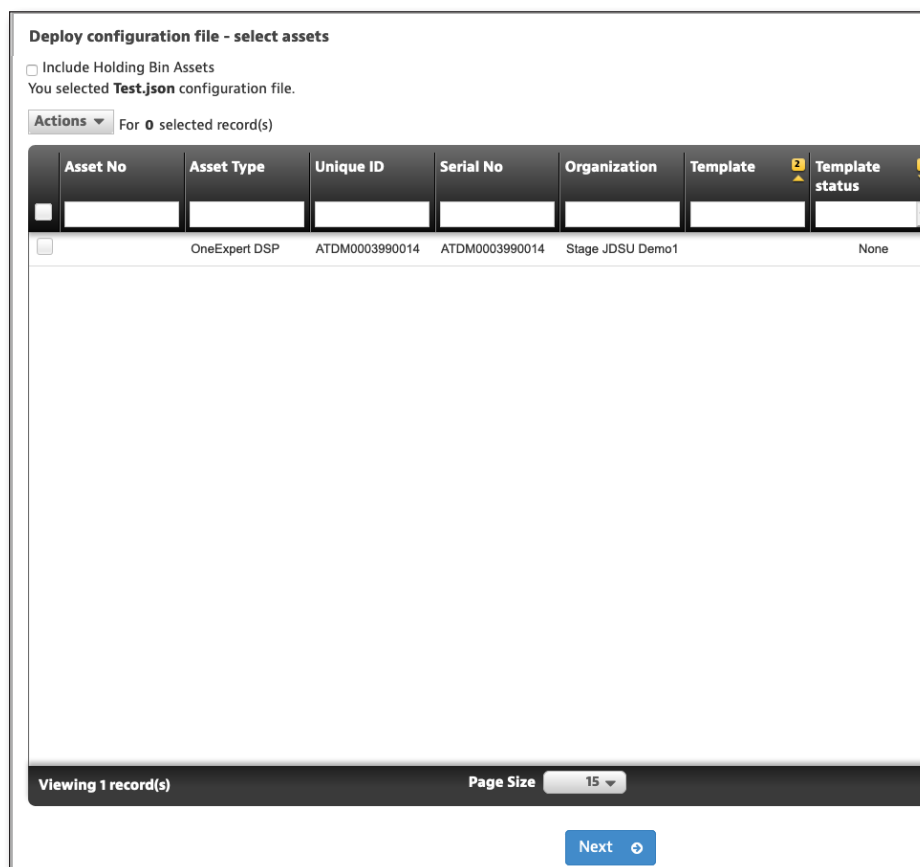 Deploy configuration file - select assets
Include Holding Bin Assets
You selected Test.json configuration file.
Actions For 0 selected record(s)
Asset No Asset Type Unique ID Serial No Organization Template 2 Template status
OneExpert DSP ATDM0003990014 ATDM0003990014 Stage JDSU Demo1 None
Viewing 1 record(s) Page Size 15
Next